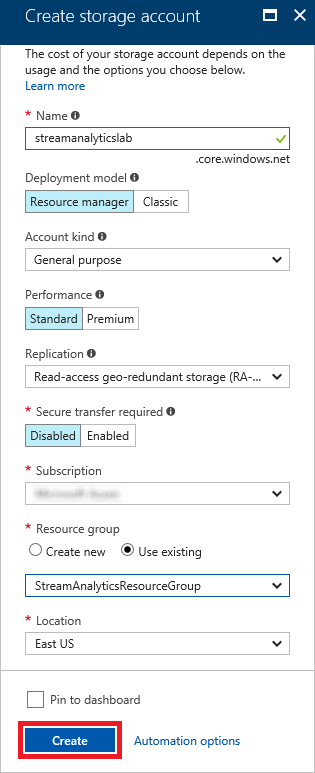 Create storage account
The cost of your storage account depends on the
usage and the options you choose below.
Learn more
* Name
streamanalyticslab
.core.windows.net
Deployment model
Resource manager Classic
Account kind
General purpose
Performance
Standard Premium
Replication
Read-access geo-redundant storage (RA-...
* Secure transfer required
Disabled Enabled
* Subscription
* Resource group
Create new Use existing
StreamAnalyticsResourceGroup
* Location
East US
Pin to dashboard
Create Automation options